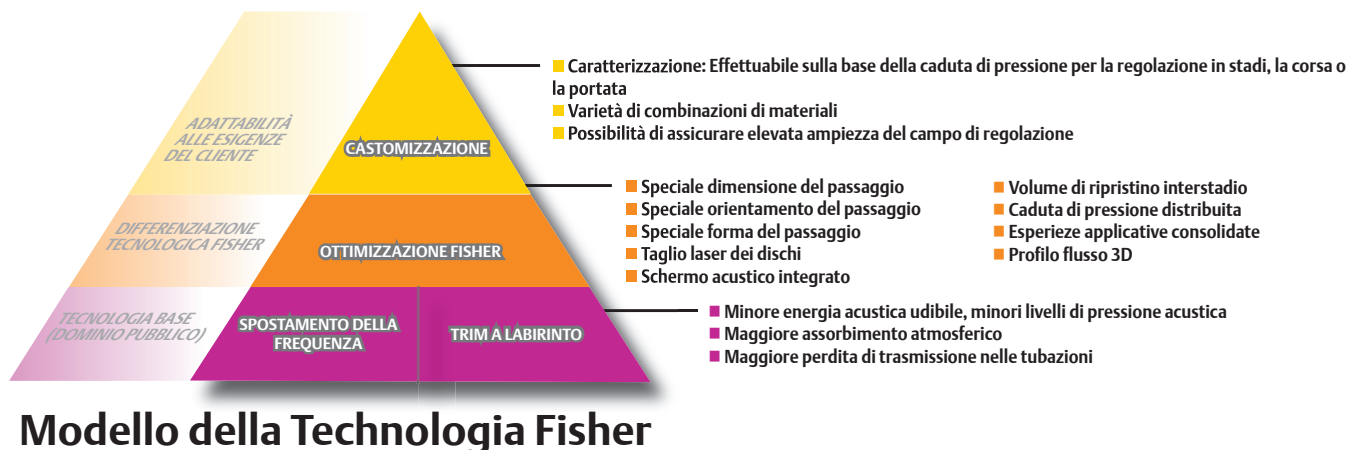 ■ Caratterizzazione: Effettuabile sulla base della caduta di pressione per la regolazione in stadi, la corsa o
la portata
■ Varietà di combinazioni di materiali
■ Possibilità di assicurare elevata ampiezza del campo di regolazione
ADATTABILITÀ
ALLE ESIGENZE
DEL CLIENTE
CASTOMIZZAZIONE
■ Speciale dimensione del passaggio
■ Speciale orientamento del passaggio
■ Speciale forma del passaggio
■ Taglio laser dei dischi
■ Schermo acustico integrato
■ Volume di ripristino interstadio
■ Caduta di pressione distribuita
■ Esperieze applicative consolidate
■ Profilo flusso 3D
DIFFERENZIAZIONE
TECNOLOGICA FISHER
OTTIMIZZAZIONE FISHER
■ Minore energia acustica udibile, minori livelli di pressione acustica
■ Maggiore assorbimento atmosferico
■ Maggiore perdita di trasmissione nelle tubazioni
TECNOLOGIA BASE
(DOMINIO PUBBLICO)
SPOSTAMENTO DELLA
FREQUENZA
TRIM A LABIRINTO
Modello della Technologia Fisher